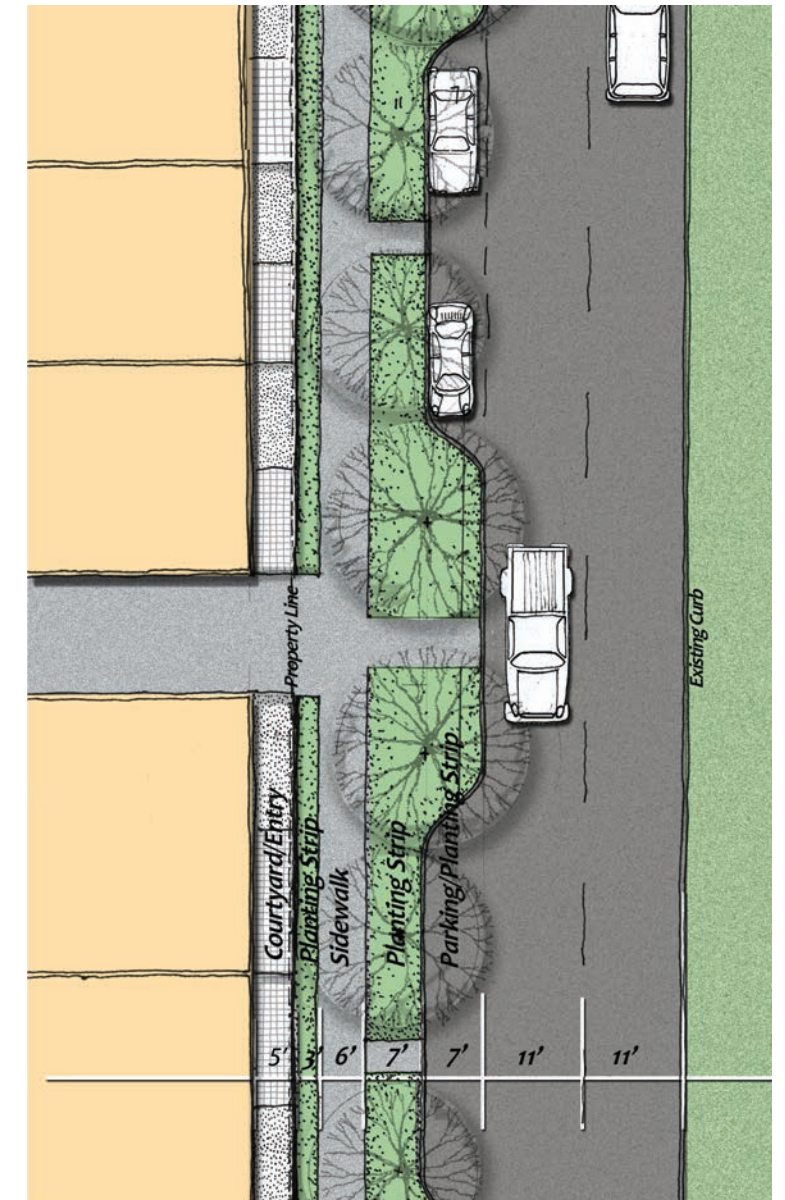 Property Line
Existing Curb
Courtyard/Entry
Planting Strip
Sidewalk
Planting Strip
Parking/Planting Strip
5' 3' 6' 7' 7' 11' 11'